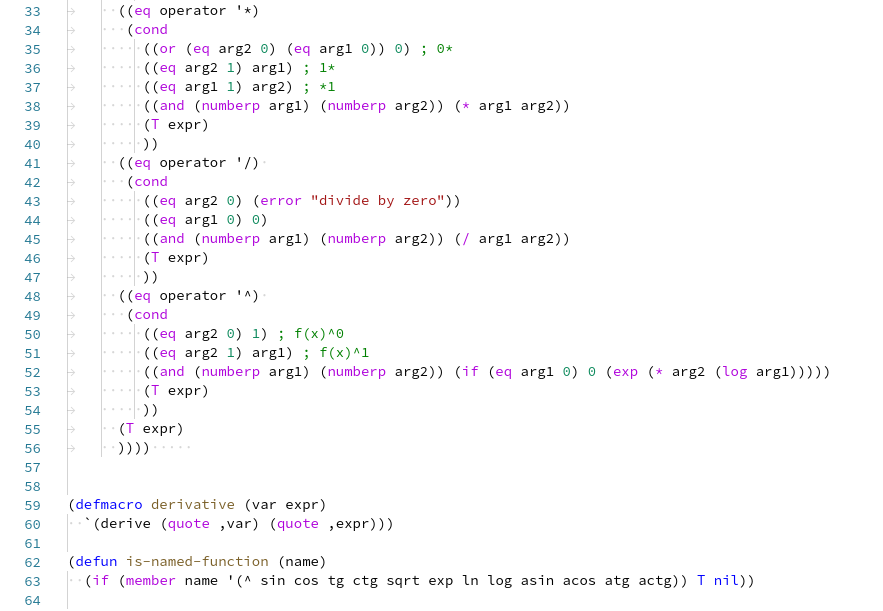 33 ((eq operator '*)
34 (cond
35 ((or (eq arg2 0) (eq arg1 0)) 0) ; 0*
36 ((eq arg2 1) arg1) ; 1*
37 ((eq arg1 1) arg2) ; *1
38 ((and (numberp arg1) (numberp arg2)) (* arg1 arg2))
39 (T expr)
40 ))
41 ((eq operator '/)
42 (cond
43 ((eq arg2 0) (error "divide by zero"))
44 ((eq arg1 0) 0)
45 ((and (numberp arg1) (numberp arg2)) (/ arg1 arg2))
46 (T expr)
47 ))
48 ((eq operator '^)
49 (cond
50 ((eq arg2 0) 1) ; f(x)^0
51 ((eq arg2 1) arg1) ; f(x)^1
52 ((and (numberp arg1) (numberp arg2)) (if (eq arg1 0) 0 (exp (* arg2 (log arg1)))))
53 (T expr)
54 ))
55 (T expr)
56 ))))
57
58
59 (defmacro derivative (var expr)
60 `(derive (quote ,var) (quote ,expr)))
61
62 (defun is-named-function (name)
63 (if (member name '(^ sin cos tg ctg sqrt exp ln log asin acos atg actg)) T nil))
64